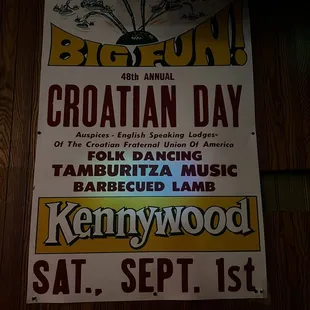 BIG FUN!
48th ANNUAL
CROATIAN DAY
Auspices - English Speaking Lodges-
Of The Croatian Fraternal Union Of America
FOLK DANCING
TAMBURITZA MUSIC
BARBECUED LAMB
Kennywood
SAT., SEPT. 1st.